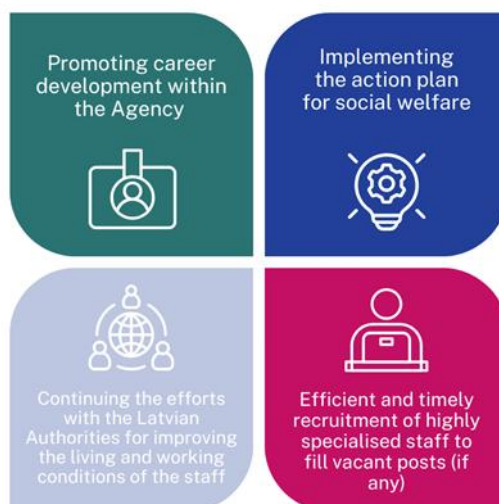 Promoting career
development within
the Agency
Implementing
the action plan
for social welfare
Continuing the efforts
with the Latvian
Authorities for improving
the living and working
conditions of the staff
Efficient and timely
recruitment of highly
specialised staff to
fill vacant posts (if
any)